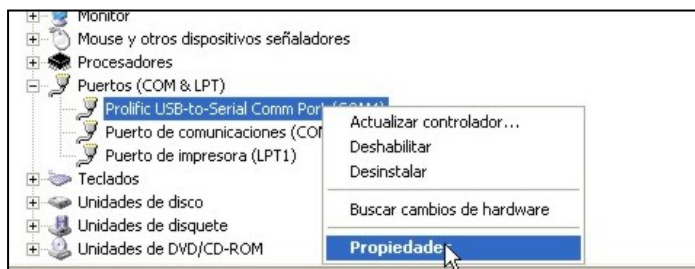 Monitor
Mouse y otros dispositivos señaladores
Procesadores
Puertos (COM & LPT)
Prolific USB-to-Serial Comm Port (COM4)
Puerto de comunicaciones (COM
Puerto de impresora (LPT1)
Teclados
Unidades de disco
Unidades de disquete
Unidades de DVD/CD-ROM
Actualizar controlador...
Deshabilitar
Desinstalar
Buscar cambios de hardware
Propiedades